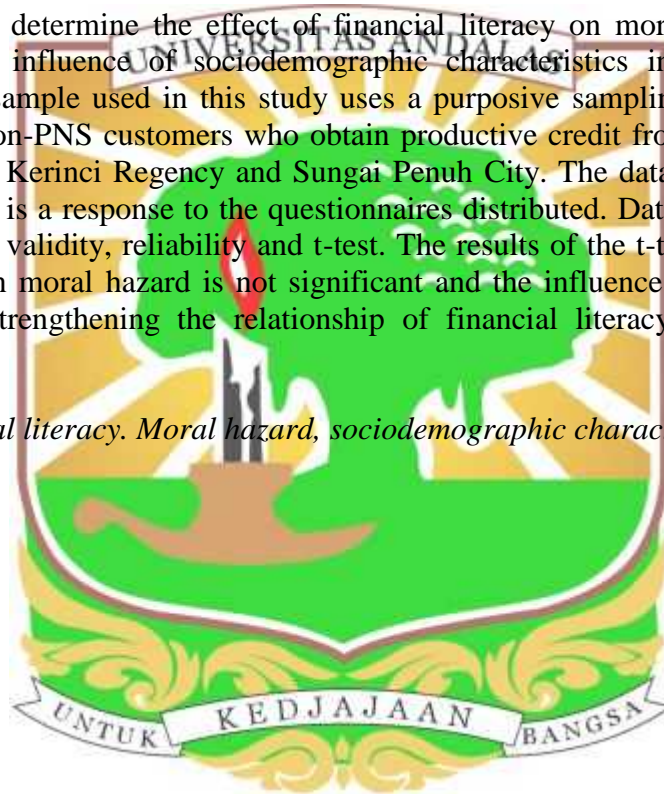 determine the effect of financial literacy on mor
UNIVERSITAS ANDALAS
influence of sociodemographic characteristics in
ample used in this study uses a purposive samplin
on-PNS customers who obtain productive credit fro
Kerinci Regency and Sungai Penuh City. The data
is a response to the questionnaires distributed. Dat
validity, reliability and t-test. The results of the t-t
n moral hazard is not significant and the influence
trengthening the relationship of financial literacy
al literacy. Moral hazard, sociodemographic charac
UNTUK KEDJAJAAN BANGSA